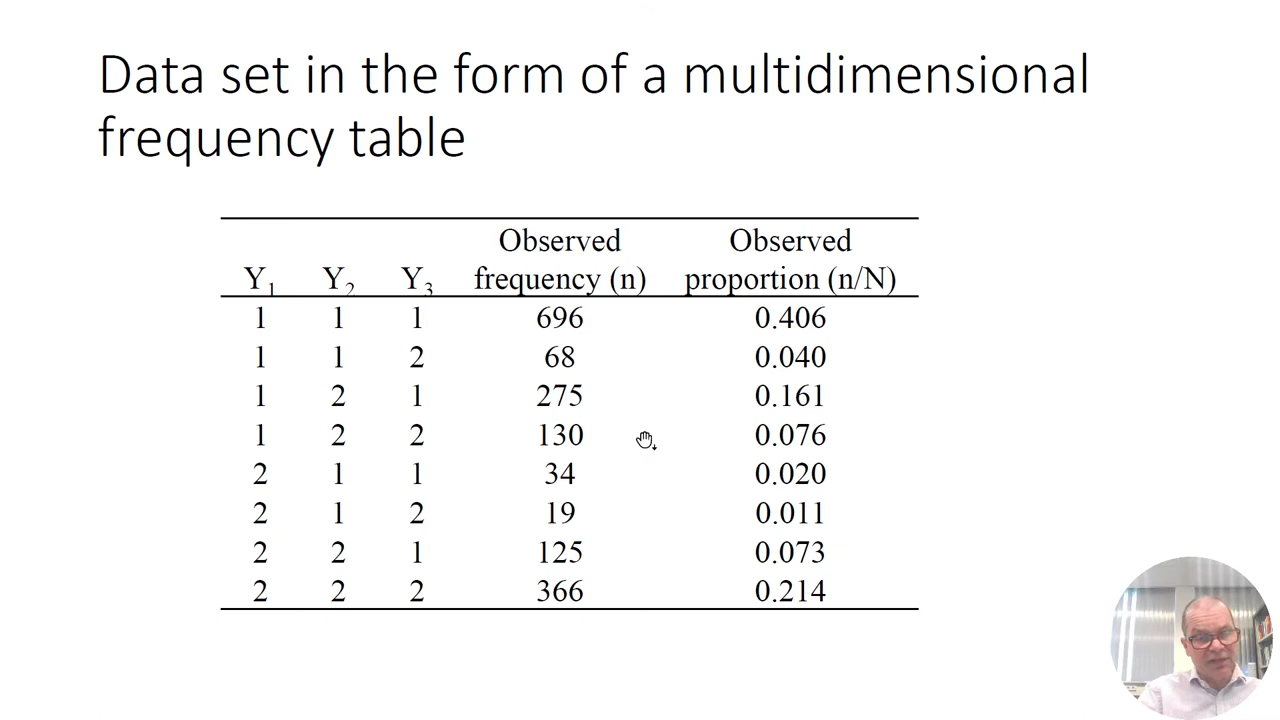 Data set in the form of a multidimensional
frequency table
Observed Observed
Y1 Y2 Y3 frequency (n) proportion (n/N)
1 1 1 696 0.406
1 1 2 68 0.040
1 2 1 275 0.161
1 2 2 130 0.076
2 1 1 34 0.020
2 1 2 19 0.011
2 2 1 125 0.073
2 2 2 366 0.214